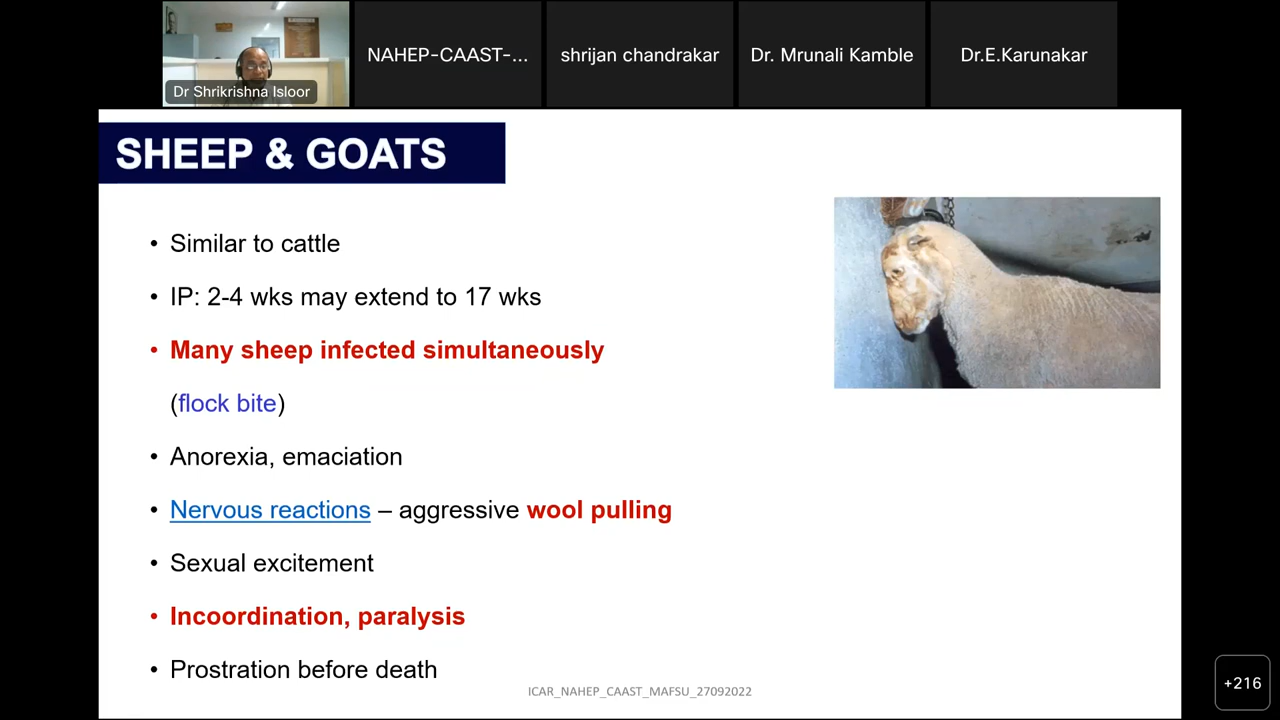 NAHEP-CAAST-...
shrijan chandrakar
Dr. Mrunali Kamble
Dr.E.Karunakar
Dr Shrikrishna Isloor
SHEEP & GOATS
• Similar to cattle
• IP: 2-4 wks may extend to 17 wks
• Many sheep infected simultaneously
(flock bite)
• Anorexia, emaciation
• Nervous reactions – aggressive wool pulling
• Sexual excitement
• Incoordination, paralysis
• Prostration before death
ICAR_NAHEP_CAAST_MAFSU_27092022
+216